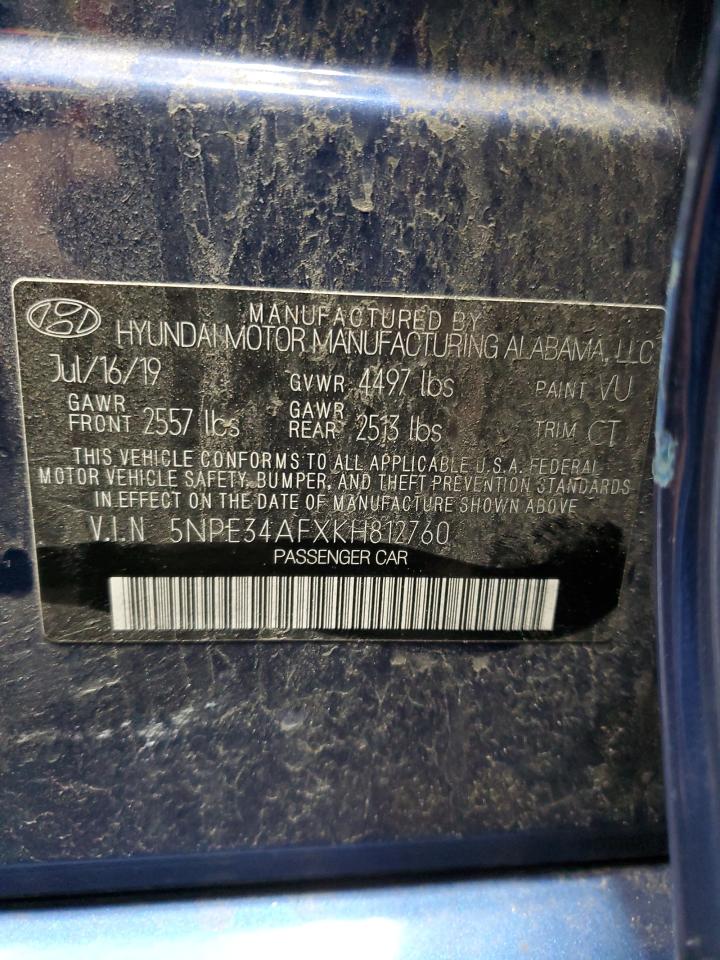 MANUFACTURED BY
HYUNDAI MOTOR MANUFACTURING ALABAMA, LLC
Jul/16/19 GVWR 4497 lbs PAINT VU
GAWR FRONT 2557 lbs GAWR REAR 2513 lbs TRIM CT
THIS VEHICLE CONFORMS TO ALL APPLICABLE U.S.A. FEDERAL
MOTOR VEHICLE SAFETY, BUMPER, AND THEFT PREVENTION STANDARDS
IN EFFECT ON THE DATE OF MANUFACTURE SHOWN ABOVE
V.I.N 5NPE34AFXKH812760
PASSENGER CAR